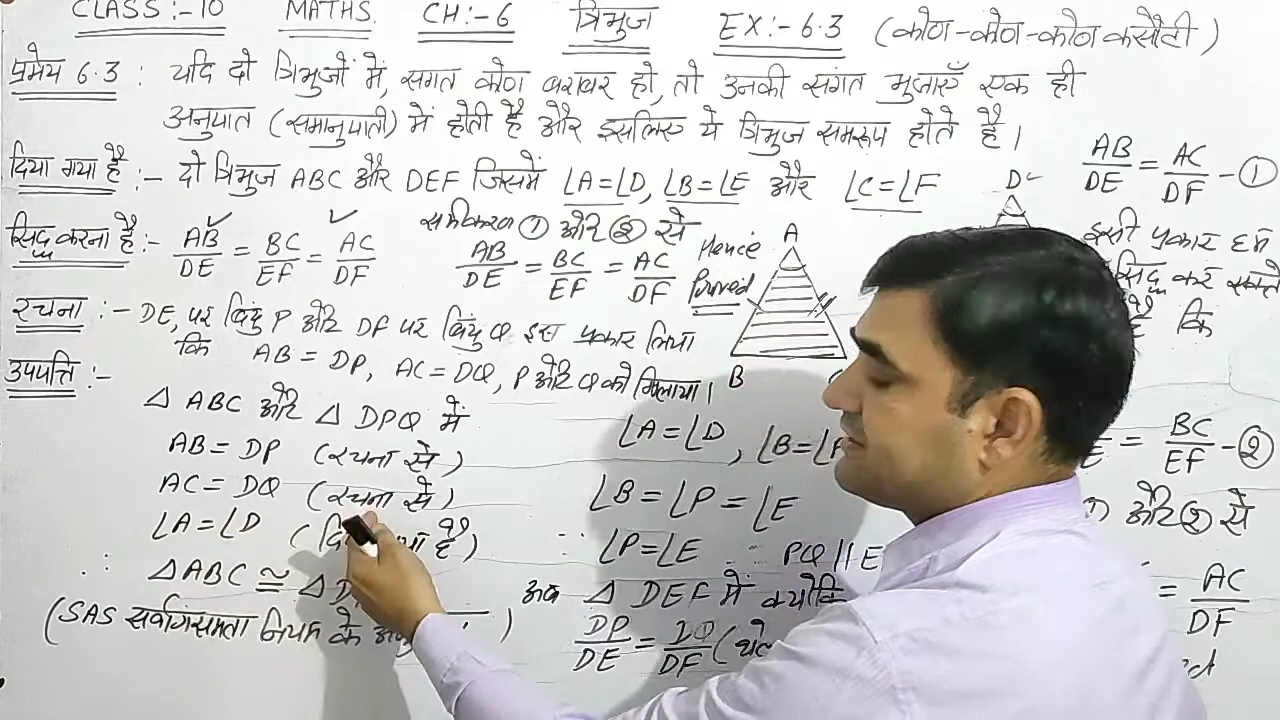 CLASS :- 10 MATHS. CH :- 6 त्रिभुज EX :- 6.3 (कोण-कोण-कोण कसौटी)
प्रमेय 6.3 : यदि दो त्रिभुजों में, संगत कोण बराबर हो, तो उनकी संगत भुजाएँ एक ही
अनुपात (समानुपाती) में होती है और इसलिए ये त्रिभुज समरूप होते है।
दिया गया है :- दो त्रिभुज ABC और DEF जिसमें ∠A=∠D, ∠B=∠E और ∠C=∠F
सिद्ध करना है :- AB/DE = BC/EF = AC/DF
समीकरण ① और ② से
AB/DE = BC/EF = AC/DF Hence Proved
रचना :- DE, पर बिंदु P और DF पर बिंदु Q इस प्रकार लिया
कि AB = DP, AC = DQ, P और Q को मिलाया।
उपपत्ति :-
△ ABC और △ DPQ में
AB = DP (रचना से)
AC = DQ (रचना से)
∠A = ∠D ( है)
∴ △ABC ≅ △D
(SAS सर्वांगसमता नियम के )
A
B
D
∠A = ∠D, ∠B = ∠
∠B = ∠P = ∠E
∠P = ∠E ∴ PQ || E
अब △ DEF में क्योंकि
DP/DE = DQ/DF (
AB/DE = AC/DF - ①
इसी प्रकार हम
सिद्ध कर सकते
कि
= BC/EF - ②
और ② से
= AC/DF